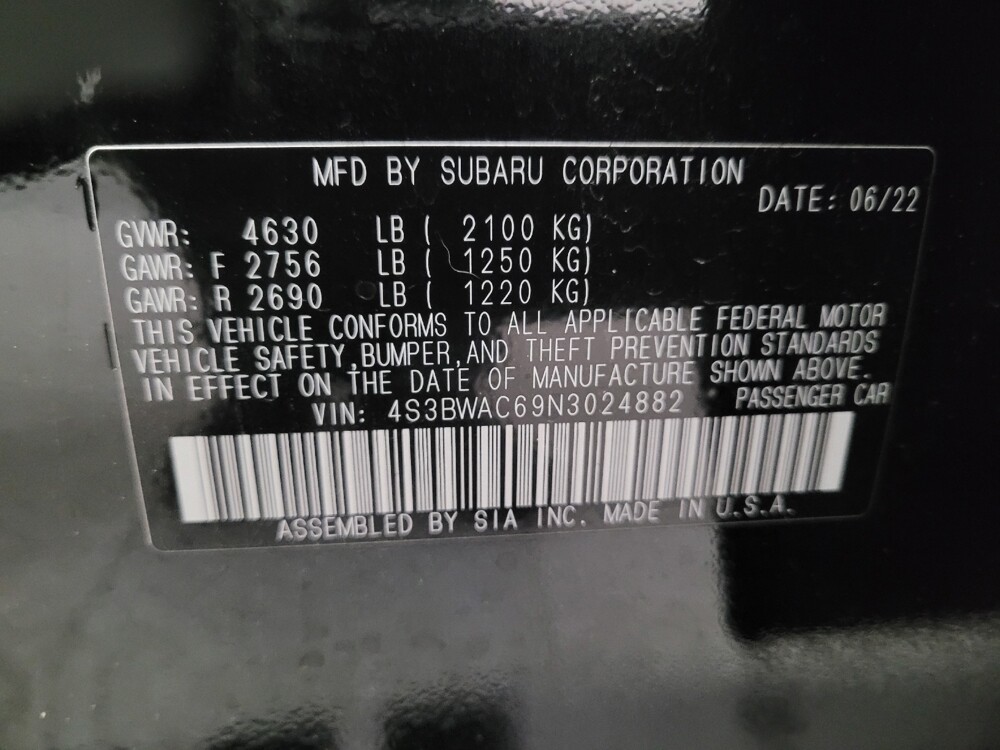 MFD BY SUBARU CORPORATION
DATE: 06/22
GVWR: 4630 LB ( 2100 KG)
GAWR: F 2756 LB ( 1250 KG)
GAWR: R 2690 LB ( 1220 KG)
THIS VEHICLE CONFORMS TO ALL APPLICABLE FEDERAL MOTOR
VEHICLE SAFETY,BUMPER,AND THEFT PREVENTION STANDARDS
IN EFFECT ON THE DATE OF MANUFACTURE SHOWN ABOVE.
VIN: 4S3BWAC69N3024882 PASSENGER CAR
ASSEMBLED BY SIA INC. MADE IN U.S.A.